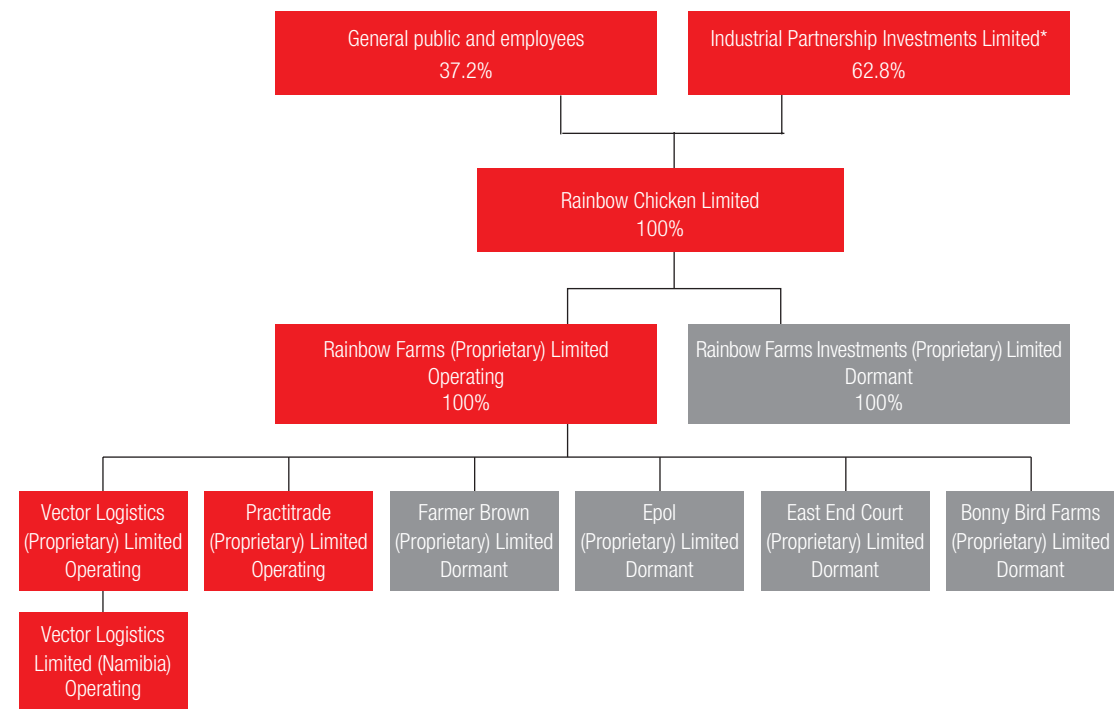 General public and employees
37.2%
Industrial Partnership Investments Limited*
62.8%
Rainbow Chicken Limited
100%
Rainbow Farms (Proprietary) Limited
Operating
100%
Rainbow Farms Investments (Proprietary) Limited
Dormant
100%
Vector Logistics
(Proprietary) Limited
Operating
Practitrade
(Proprietary) Limited
Operating
Farmer Brown
(Proprietary) Limited
Dormant
Epol
(Proprietary) Limited
Dormant
East End Court
(Proprietary) Limited
Dormant
Bonny Bird Farms
(Proprietary) Limited
Dormant
Vector Logistics
Limited (Namibia)
Operating